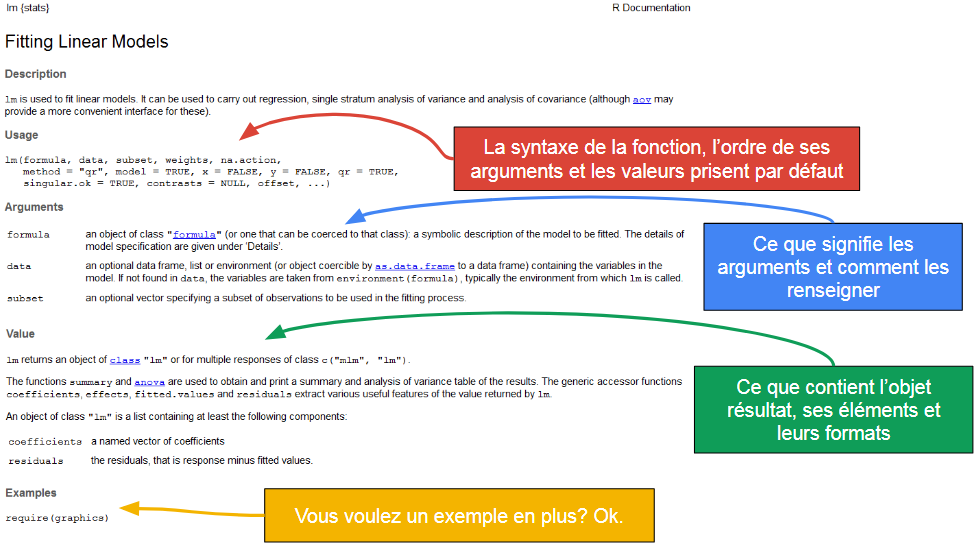 lm {stats}
R Documentation
Fitting Linear Models
Description
lm is used to fit linear models. It can be used to carry out regression, single stratum analysis of variance and analysis of covariance (although aov may
provide a more convenient interface for these).
Usage
lm(formula, data, subset, weights, na.action,
method = "qr", model = TRUE, x = FALSE, y = FALSE, qr = TRUE,
singular.ok = TRUE, contrasts = NULL, offset, ...)
La syntaxe de la fonction, l’ordre de ses
arguments et les valeurs prisent par défaut
Arguments
formula an object of class "formula" (or one that can be coerced to that class): a symbolic description of the model to be fitted. The details of
model specification are given under 'Details'.
data an optional data frame, list or environment (or object coercible by as.data.frame to a data frame) containing the variables in the
model. If not found in data, the variables are taken from environment(formula), typically the environment from which lm is called.
subset an optional vector specifying a subset of observations to be used in the fitting process.
Ce que signifie les
arguments et comment les
renseigner
Value
lm returns an object of class "lm" or for multiple responses of class c("mlm", "lm").
The functions summary and anova are used to obtain and print a summary and analysis of variance table of the results. The generic accessor functions
coefficients, effects, fitted.values and residuals extract various useful features of the value returned by lm.
An object of class "lm" is a list containing at least the following components:
coefficients a named vector of coefficients
residuals the residuals, that is response minus fitted values.
Ce que contient l’objet
résultat, ses éléments et
leurs formats
Examples
require(graphics)
Vous voulez un exemple en plus? Ok.